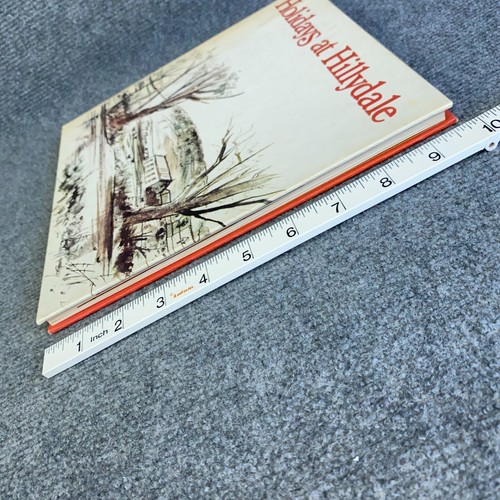 Holidays at Hillydale
1 Inch 2 3 4 5 6 7 8 9 10